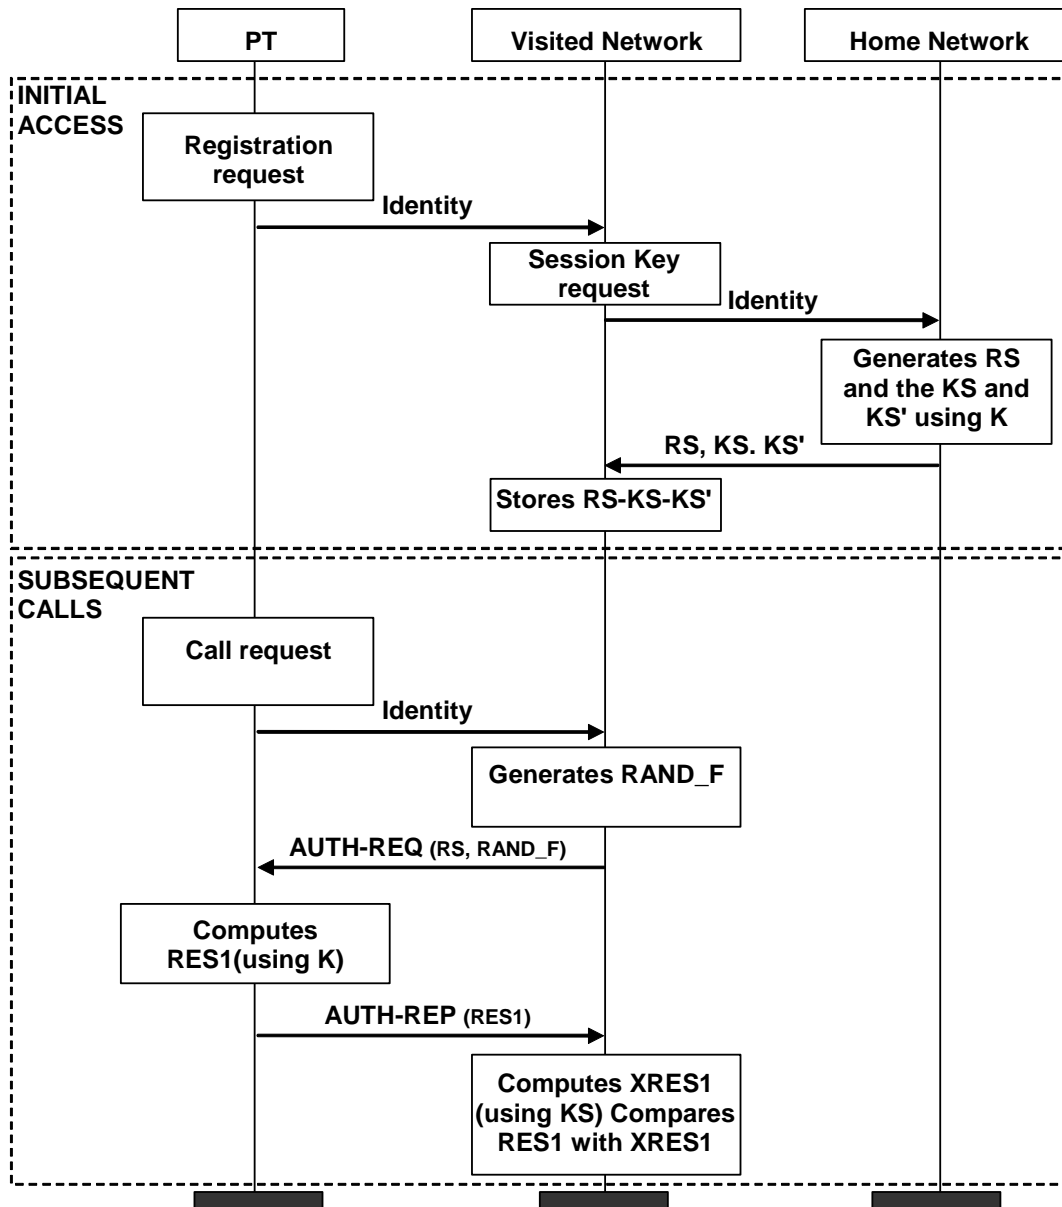 PT
Visited Network
Home Network
INITIAL
ACCESS
Registration
request
Identity
Session Key
request
Identity
Generates RS
and the KS and
KS' using K
RS, KS. KS'
Stores RS-KS-KS'
SUBSEQUENT
CALLS
Call request
Identity
Generates RAND_F
AUTH-REQ (RS, RAND_F)
Computes
RES1(using K)
AUTH-REP (RES1)
Computes XRES1
(using KS) Compares
RES1 with XRES1